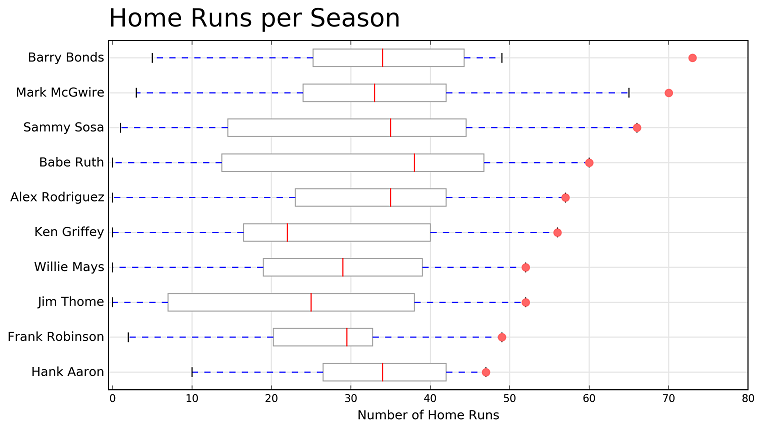 Home Runs per Season
Barry Bonds
Mark McGwire
Sammy Sosa
Babe Ruth
Alex Rodriguez
Ken Griffey
Willie Mays
Jim Thome
Frank Robinson
Hank Aaron
0 10 20 30 40 50 60 70 80
Number of Home Runs